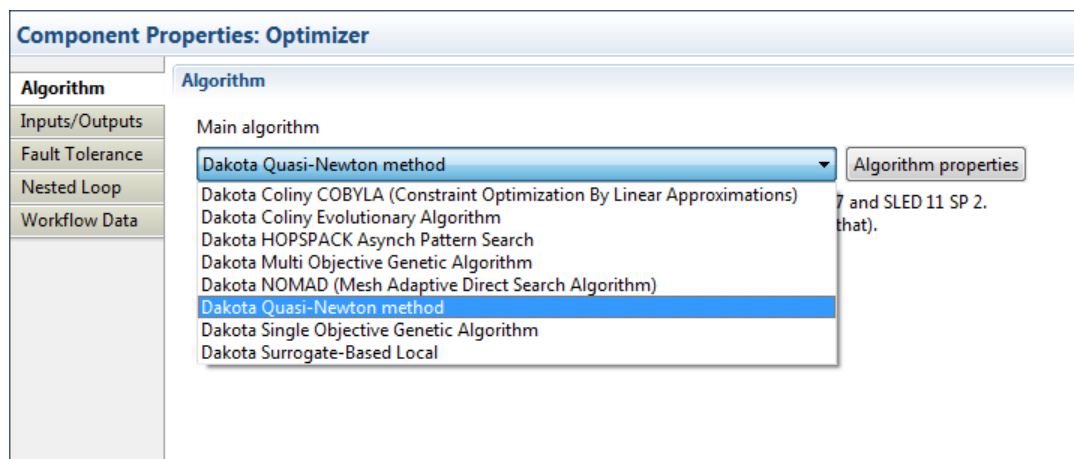 Component Properties: Optimizer
Algorithm
Inputs/Outputs
Fault Tolerance
Nested Loop
Workflow Data
Algorithm
Main algorithm
Dakota Quasi-Newton method
Algorithm properties
Dakota Coliny COBYLA (Constraint Optimization By Linear Approximations)
Dakota Coliny Evolutionary Algorithm
Dakota HOPSPACK Asynch Pattern Search
Dakota Multi Objective Genetic Algorithm
Dakota NOMAD (Mesh Adaptive Direct Search Algorithm)
Dakota Quasi-Newton method
Dakota Single Objective Genetic Algorithm
Dakota Surrogate-Based Local
7 and SLED 11 SP 2.
that).